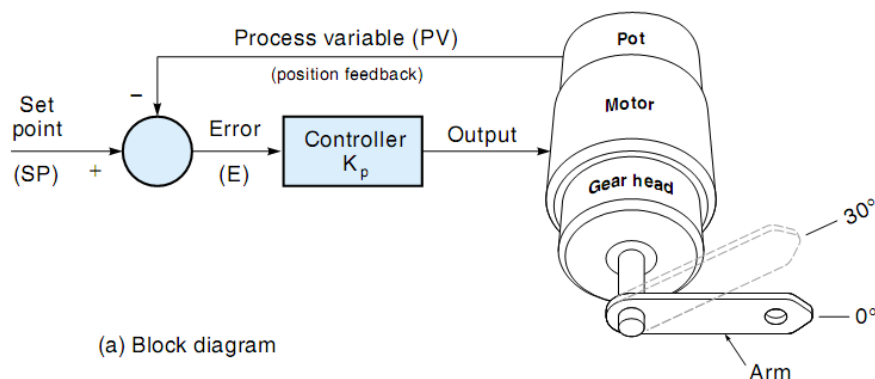 Process variable (PV)
(position feedback)
Pot
Motor
Gear head
Set
point
(SP)
+
−
Error
(E)
Controller
Kp
Output
30°
0°
Arm
(a) Block diagram